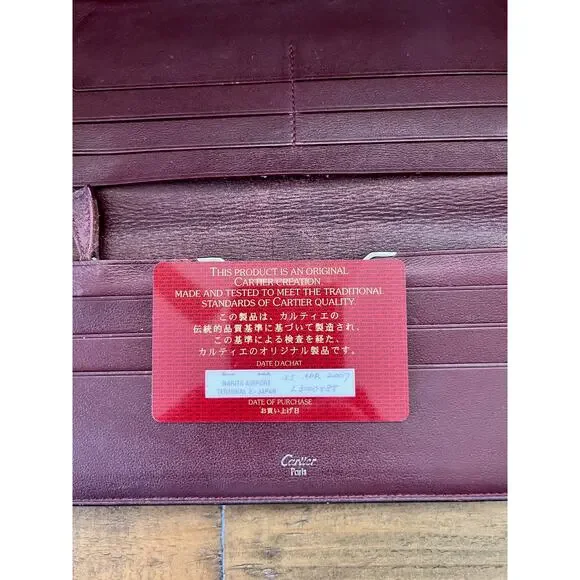 THIS PRODUCT IS AN ORIGINAL
CARTIER CREATION
MADE AND TESTED TO MEET THE TRADITIONAL
STANDARDS OF CARTIER QUALITY.
この製品は、カルティエの
伝統的品質基準に基づいて製造され、
この基準による検査を経た、
カルティエのオリジナル製品です。
DATE D'ACHAT
NARITA AIRPORT
TERMINAL 2, JAPAN
DATE OF PURCHASE
お買い上げ日
Cartier
Paris